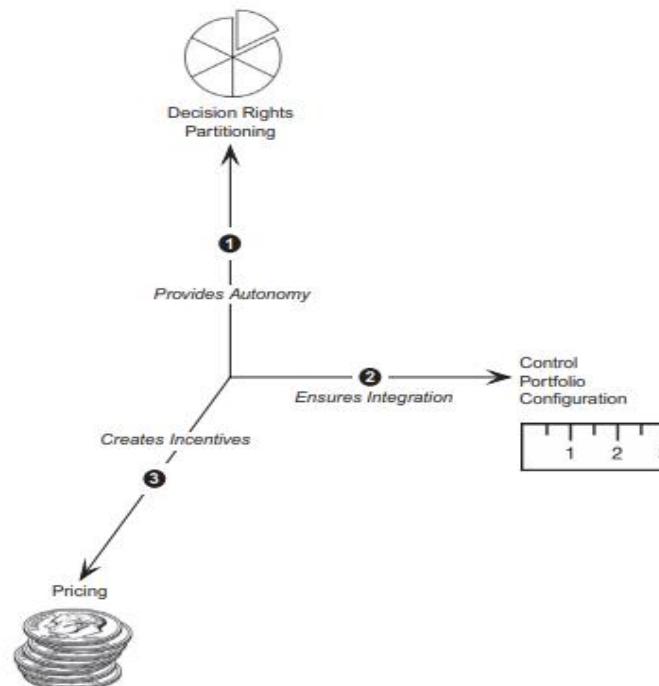 Decision Rights
Partitioning
1
Provides Autonomy
2
Ensures Integration
Control
Portfolio
Configuration
1 2
Creates Incentives
3
Pricing